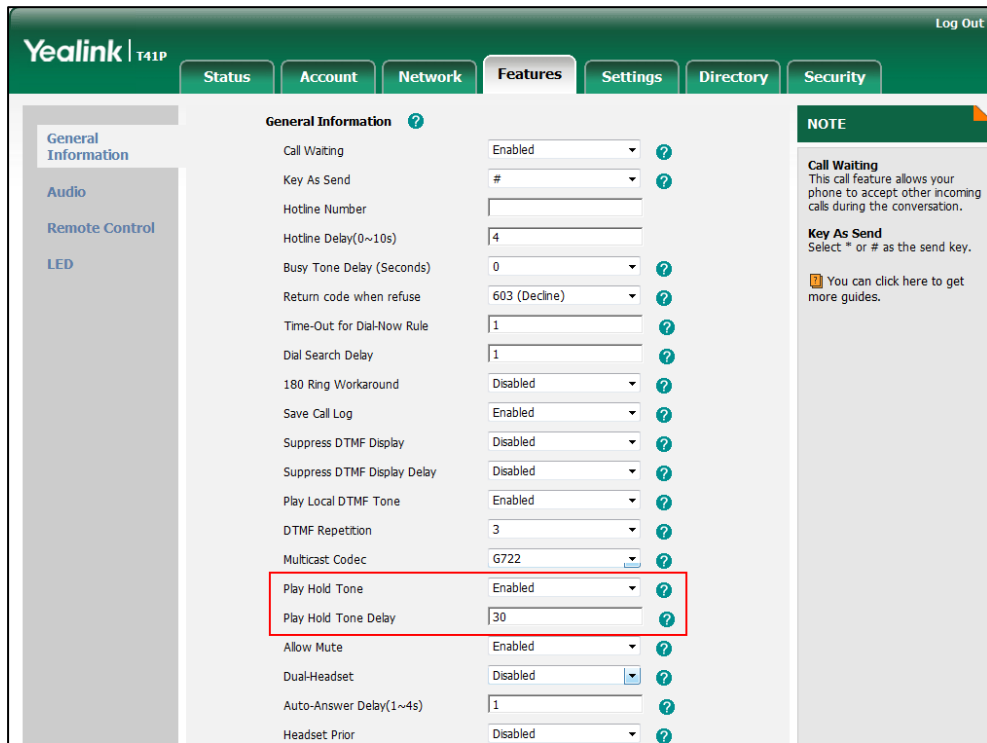 Log Out
Yealink | T41P
Status
Account
Network
Features
Settings
Directory
Security
General
Information
Audio
Remote Control
LED
General Information ?
Call Waiting Enabled ?
Key As Send # ?
Hotline Number
Hotline Delay(0~10s) 4
Busy Tone Delay (Seconds) 0 ?
Return code when refuse 603 (Decline) ?
Time-Out for Dial-Now Rule 1 ?
Dial Search Delay 1 ?
180 Ring Workaround Disabled ?
Save Call Log Enabled ?
Suppress DTMF Display Disabled ?
Suppress DTMF Display Delay Disabled ?
Play Local DTMF Tone Enabled ?
DTMF Repetition 3 ?
Multicast Codec G722 ?
Play Hold Tone Enabled ?
Play Hold Tone Delay 30 ?
Allow Mute Enabled ?
Dual-Headset Disabled ?
Auto-Answer Delay(1~4s) 1 ?
Headset Prior Disabled ?
NOTE
Call Waiting
This call feature allows your
phone to accept other incoming
calls during the conversation.
Key As Send
Select * or # as the send key.
? You can click here to get
more guides.